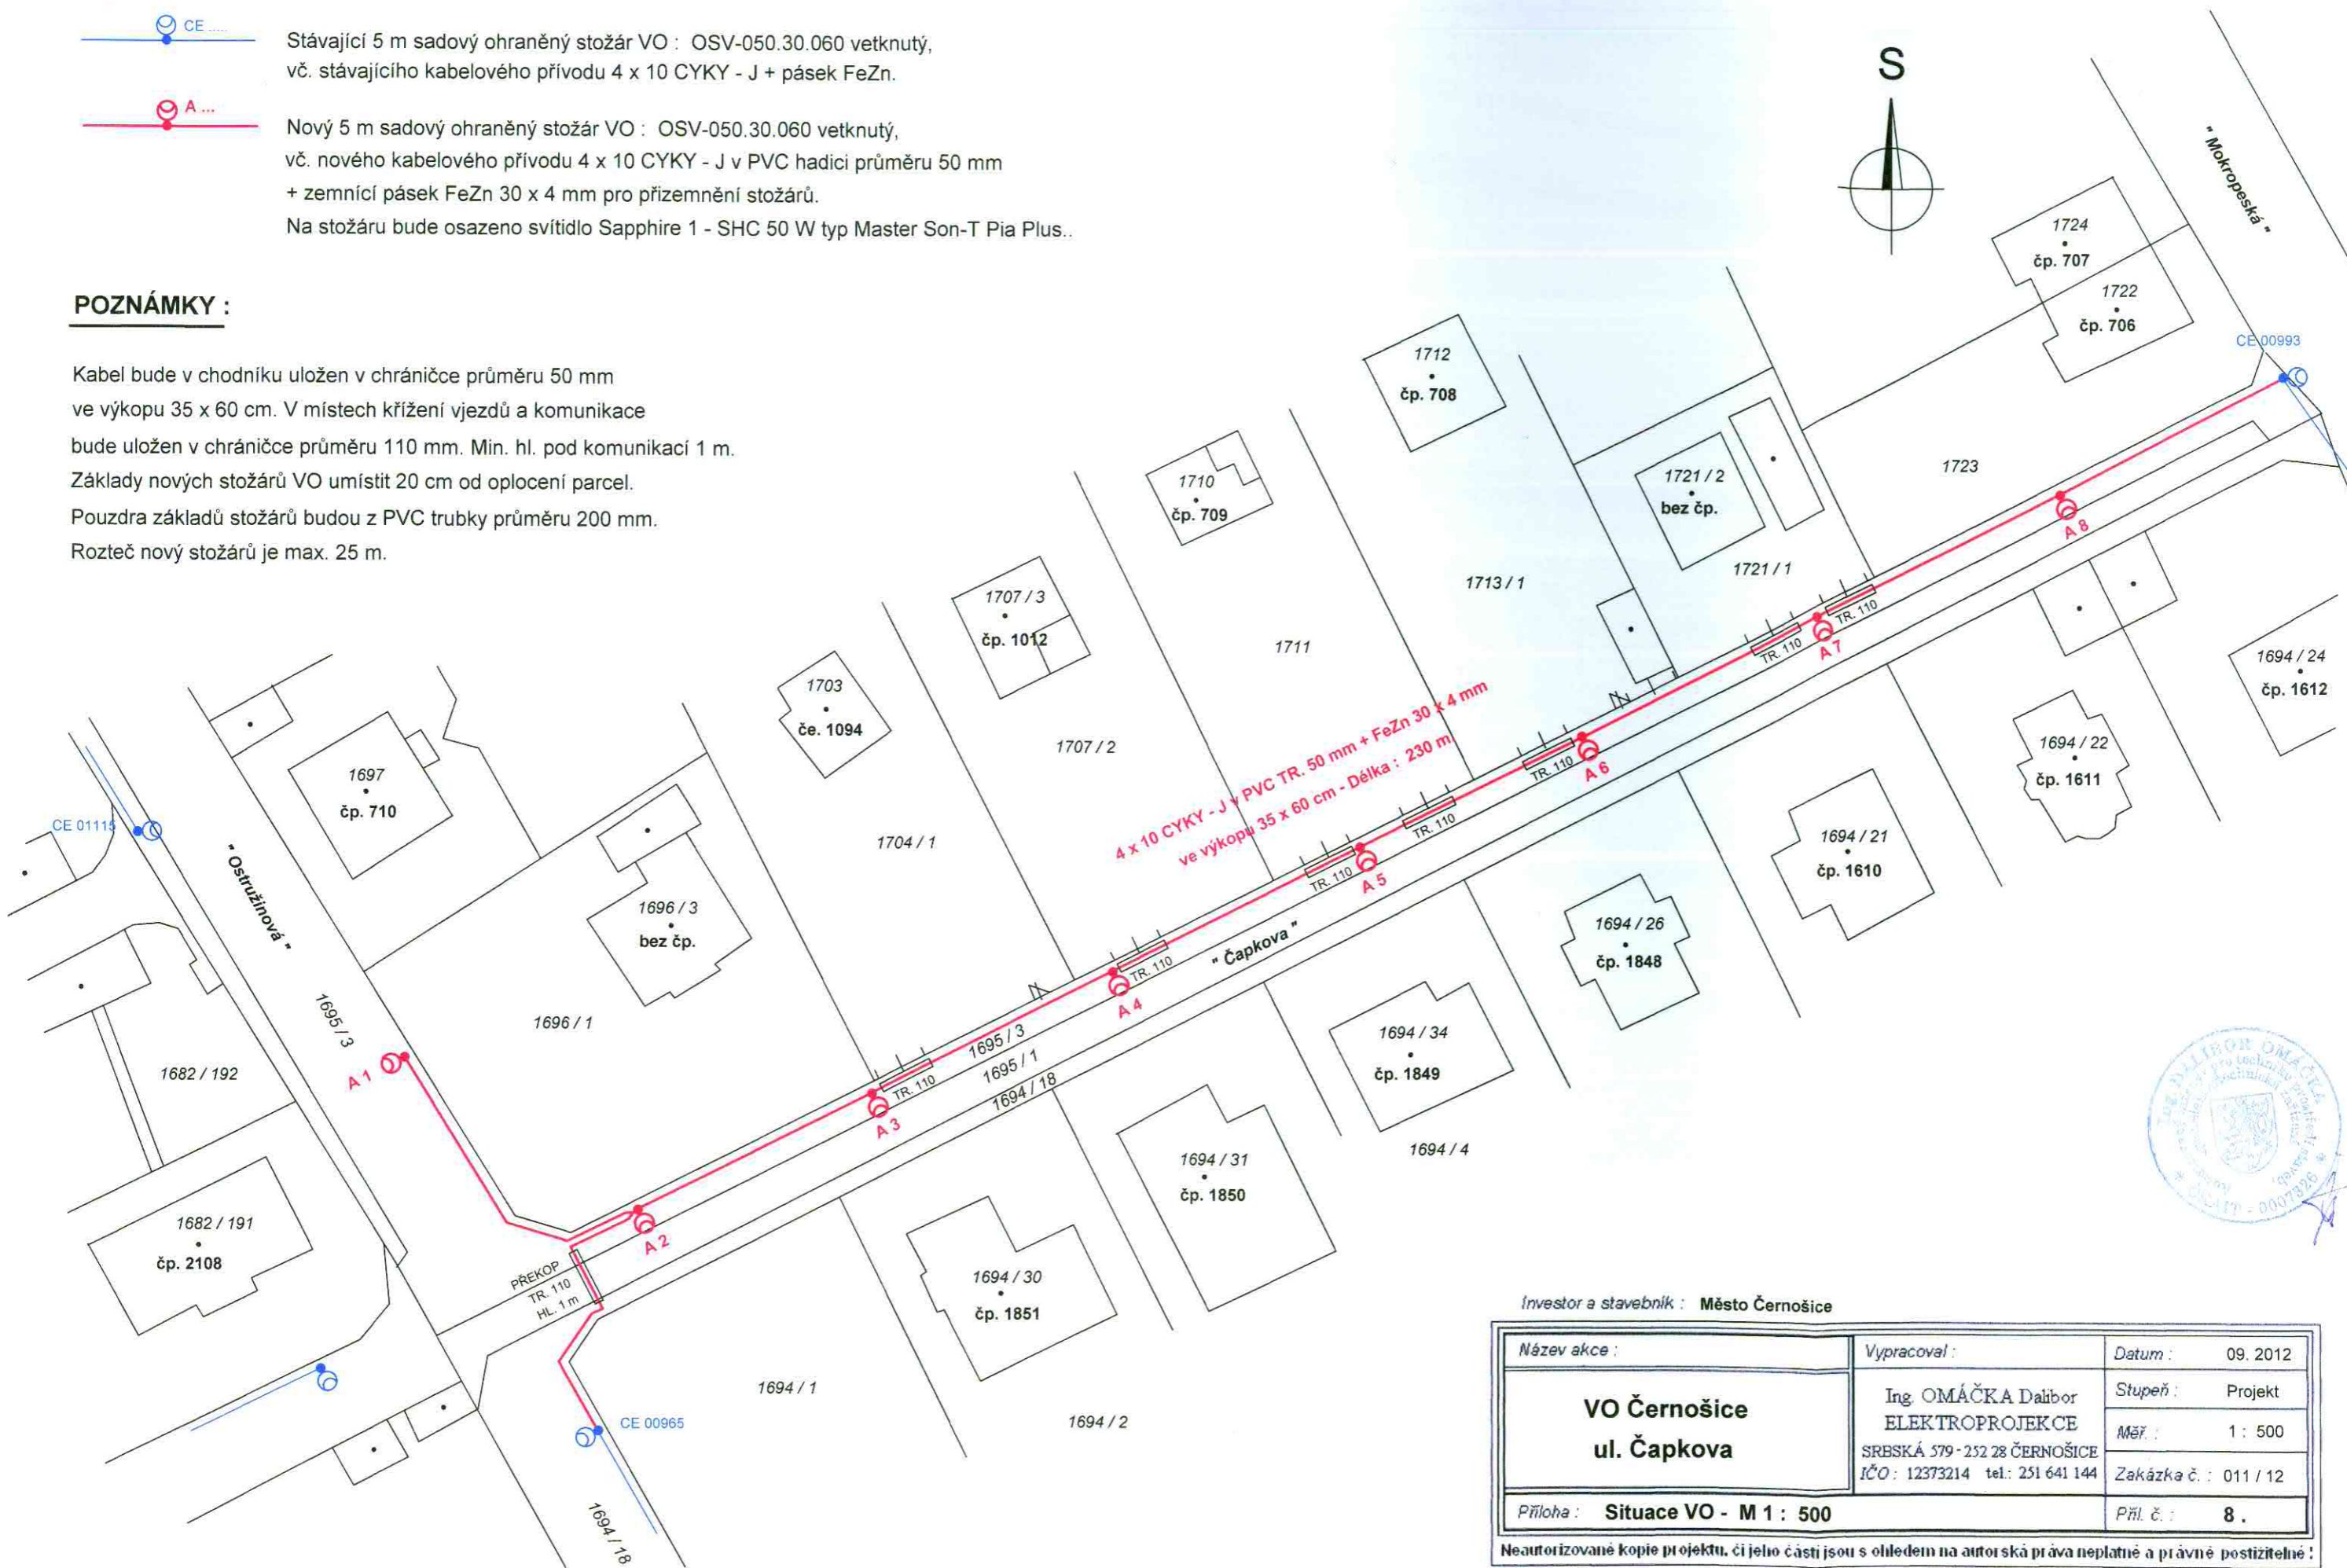 CE .....
Stávající 5 m sadový ohraněný stožár VO : OSV-050.30.060 vetknutý,
vč. stávajícího kabelového přívodu 4 x 10 CYKY - J + pásek FeZn.
A ...
Nový 5 m sadový ohraněný stožár VO : OSV-050.30.060 vetknutý,
vč. nového kabelového přívodu 4 x 10 CYKY - J v PVC hadici průměru 50 mm
+ zemnící pásek FeZn 30 x 4 mm pro přizemnění stožárů.
Na stožáru bude osazeno svítidlo Sapphire 1 - SHC 50 W typ Master Son-T Pia Plus..
POZNÁMKY :
Kabel bude v chodníku uložen v chráničce průměru 50 mm
ve výkopu 35 x 60 cm. V místech křížení vjezdů a komunikace
bude uložen v chráničce průměru 110 mm. Min. hl. pod komunikací 1 m.
Základy nových stožárů VO umístit 20 cm od oplocení parcel.
Pouzdra základů stožárů budou z PVC trubky průměru 200 mm.
Rozteč nový stožárů je max. 25 m.
S
" Mokropeská "
1724
čp. 707
1722
čp. 706
CE 00993
1712
čp. 708
1710
čp. 709
1721 / 2
bez čp.
1723
A 8
1721 / 1
1713 / 1
1707 / 3
čp. 1012
1711
TR. 110
TR. 110
A 7
1694 / 24
čp. 1612
1703
če. 1094
1707 / 2
4 x 10 CYKY - J v PVC TR. 50 mm + FeZn 30 x 4 mm
ve výkopu 35 x 60 cm - Délka : 230 m
TR. 110
A 6
1694 / 22
čp. 1611
1697
čp. 710
CE 01115
" Ostružinová "
1704 / 1
TR. 110
TR. 110
A 5
1694 / 21
čp. 1610
1696 / 3
bez čp.
" Čapkova "
1694 / 26
čp. 1848
TR. 110
A 4
1695 / 3
1696 / 1
1695 / 3
1695 / 1
1694 / 18
1694 / 34
čp. 1849
A 1
1682 / 192
TR. 110
A 3
1694 / 4
1694 / 31
čp. 1850
1682 / 191
čp. 2108
A 2
PŘEKOP
TR. 110
HL. 1 m
1694 / 30
čp. 1851
1694 / 1
1694 / 2
CE 00965
1694 / 18
Ing. DALIBOR OMÁČKA
ČKAIT - 0007326
Investor a stavebník : Město Černošice
Název akce :
VO Černošice
ul. Čapkova
Vypracoval :
Ing. OMÁČKA Dalibor
ELEKTROPROJEKCE
SRBSKÁ 579 - 252 28 ČERNOŠICE
IČO : 12373214 tel.: 251 641 144
Datum : 09. 2012
Stupeň : Projekt
Měř. : 1 : 500
Zakázka č. : 011 / 12
Příloha : Situace VO - M 1 : 500
Příl. č. : 8 .
Neautorizované kopie projektu, či jeho části jsou s ohledem na autorská práva neplatné a právně postižitelné !